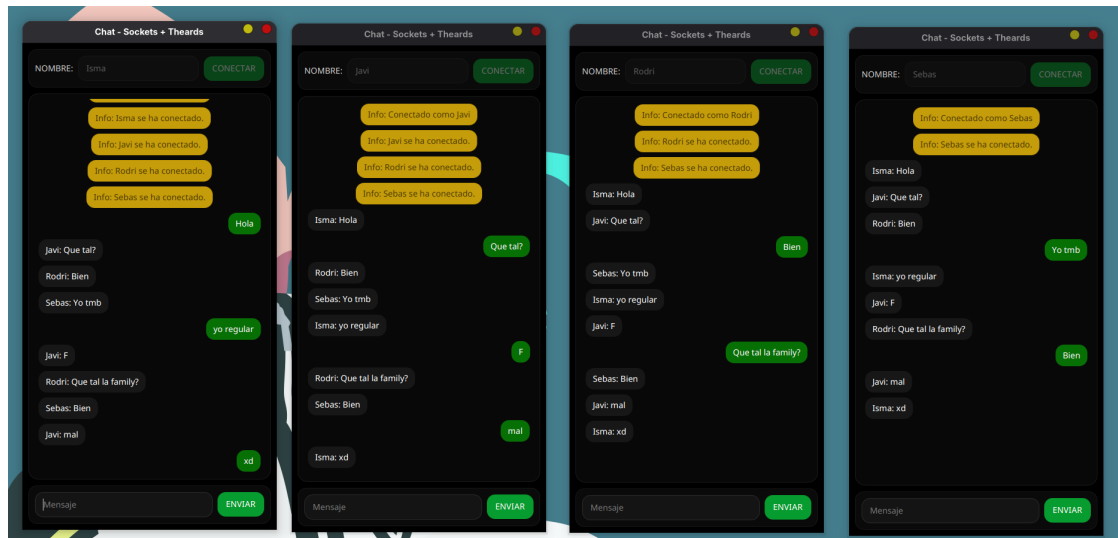 Chat - Sockets + Theards
NOMBRE: Isma CONECTAR
Info: Isma se ha conectado.
Info: Javi se ha conectado.
Info: Rodri se ha conectado.
Info: Sebas se ha conectado.
Hola
Javi: Que tal?
Rodri: Bien
Sebas: Yo tmb
yo regular
Javi: F
Rodri: Que tal la family?
Sebas: Bien
Javi: mal
xd
Mensaje ENVIAR
Chat - Sockets + Theards
NOMBRE: Javi CONECTAR
Info: Conectado como Javi
Info: Javi se ha conectado.
Info: Rodri se ha conectado.
Info: Sebas se ha conectado.
Isma: Hola
Que tal?
Rodri: Bien
Sebas: Yo tmb
Isma: yo regular
F
Rodri: Que tal la family?
Sebas: Bien
mal
Isma: xd
Mensaje ENVIAR
Chat - Sockets + Theards
NOMBRE: Rodri CONECTAR
Info: Conectado como Rodri
Info: Rodri se ha conectado.
Info: Sebas se ha conectado.
Isma: Hola
Javi: Que tal?
Bien
Sebas: Yo tmb
Isma: yo regular
Javi: F
Que tal la family?
Sebas: Bien
Javi: mal
Isma: xd
Mensaje ENVIAR
Chat - Sockets + Theards
NOMBRE: Sebas CONECTAR
Info: Conectado como Sebas
Info: Sebas se ha conectado.
Isma: Hola
Javi: Que tal?
Rodri: Bien
Yo tmb
Isma: yo regular
Javi: F
Rodri: Que tal la family?
Bien
Javi: mal
Isma: xd
Mensaje ENVIAR